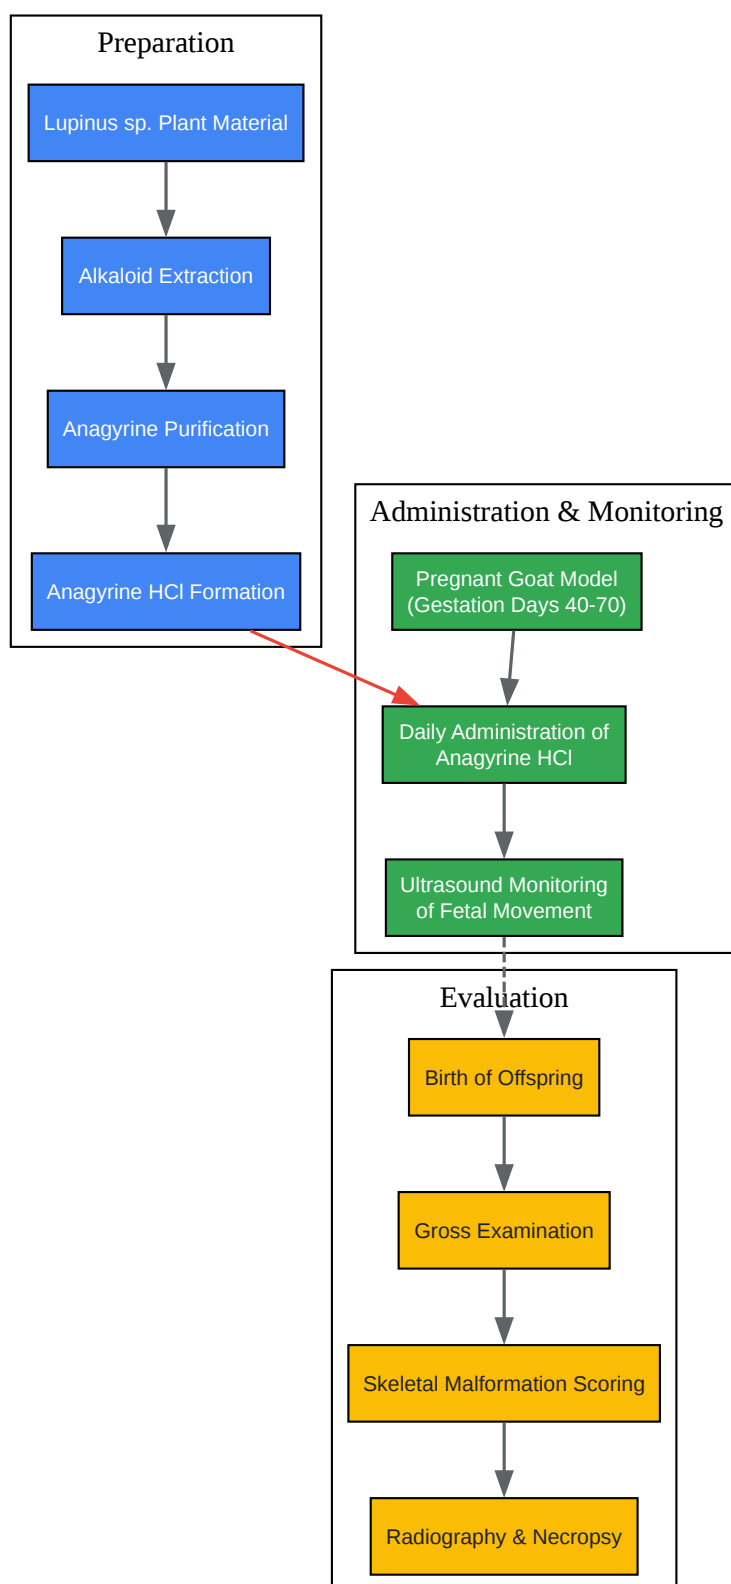 Preparation
Lupinus sp. Plant Material
Alkaloid Extraction
Anagyrine Purification
Anagyrine HCl Formation
Administration & Monitoring
Pregnant Goat Model
(Gestation Days 40-70)
Daily Administration of
Anagyrine HCl
Ultrasound Monitoring
of Fetal Movement
Evaluation
Birth of Offspring
Gross Examination
Skeletal Malformation Scoring
Radiography & Necropsy